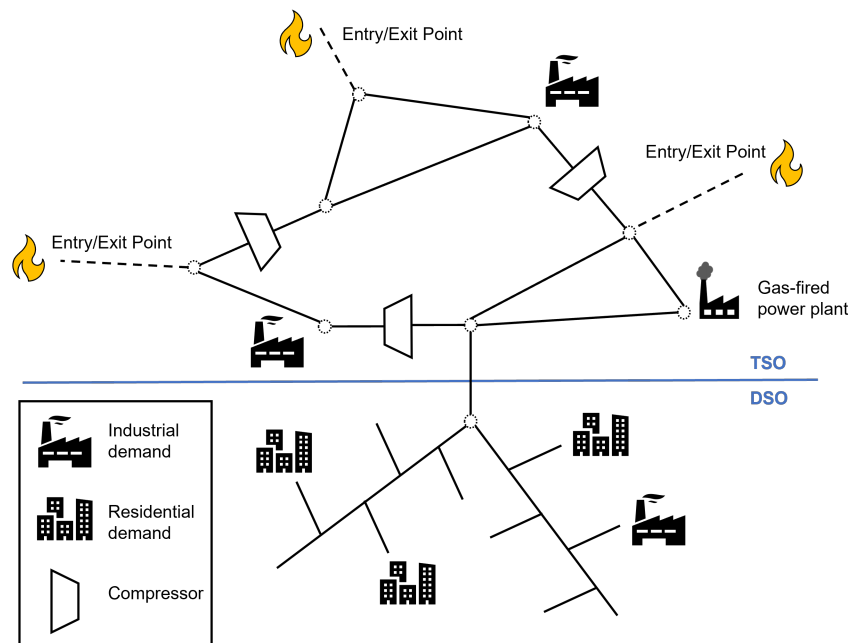 Entry/Exit Point
Entry/Exit Point
Entry/Exit Point
Gas-fired
power plant
TSO
DSO
Industrial
demand
Residential
demand
Compressor